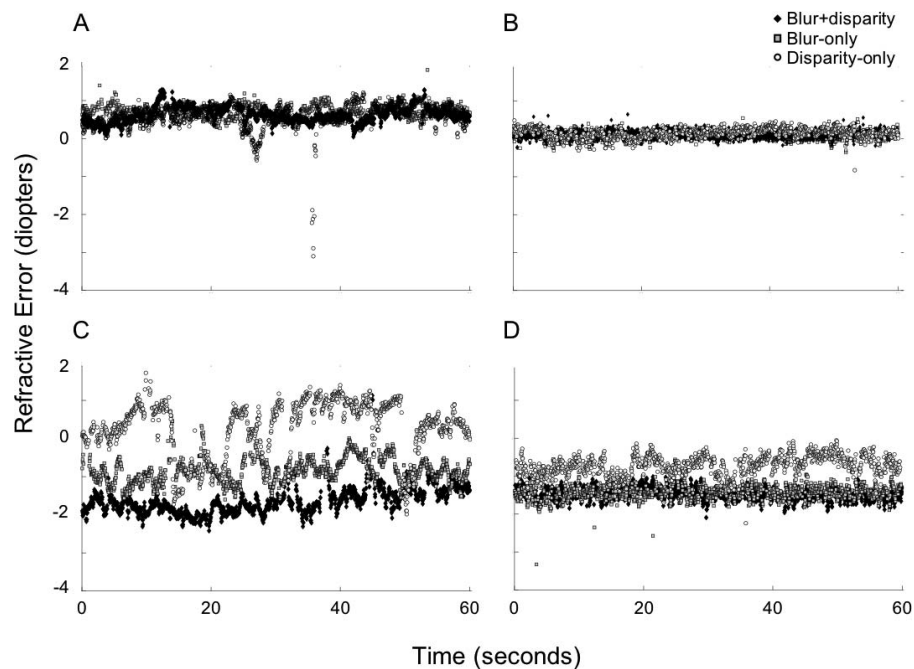 A
B
◆ Blur+disparity
■ Blur-only
○ Disparity-only
2
0
-2
-4
C
D
2
0
-2
-4
0 20 40 60
0 20 40 60
Refractive Error (diopters)
Time (seconds)